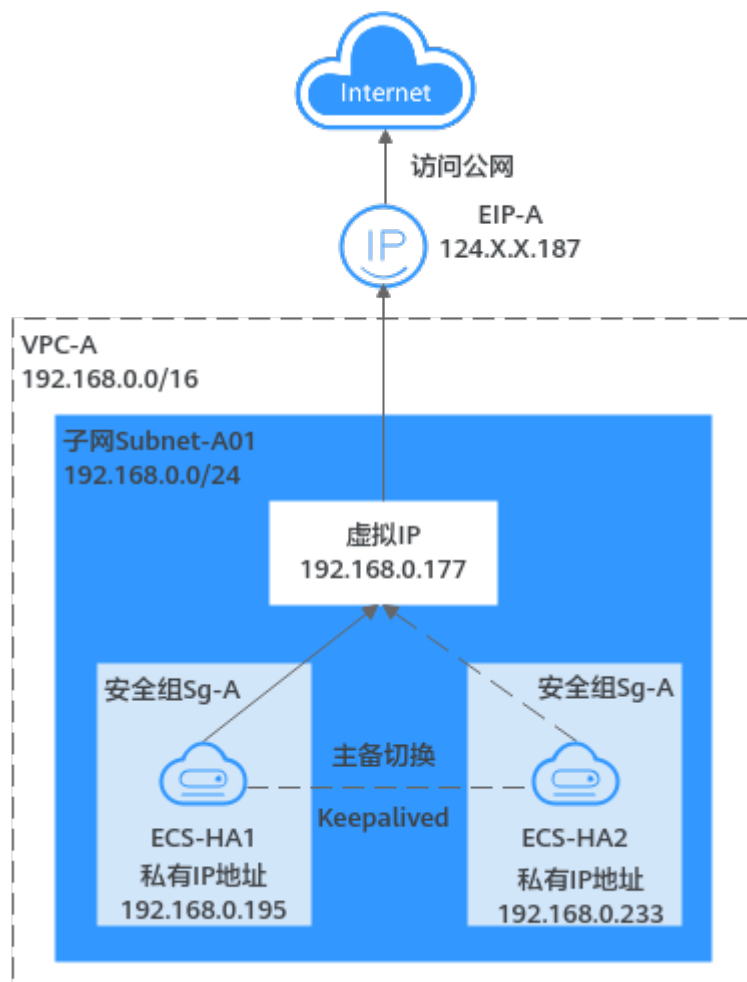 Internet
访问公网
EIP-A
IP
124.X.X.187
VPC-A
192.168.0.0/16
子网Subnet-A01
192.168.0.0/24
虚拟IP
192.168.0.177
安全组Sg-A
安全组Sg-A
主备切换
Keepalived
ECS-HA1
私有IP地址
192.168.0.195
ECS-HA2
私有IP地址
192.168.0.233